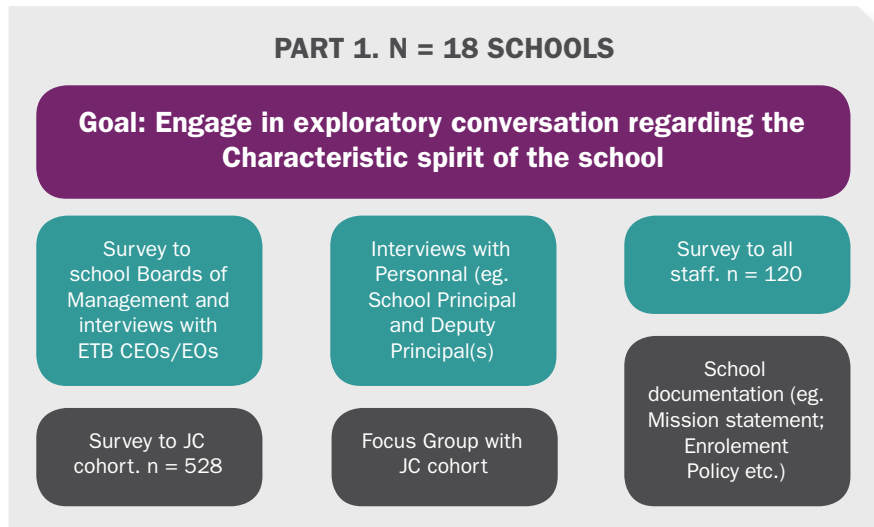 PART 1. N = 18 SCHOOLS
Goal: Engage in exploratory conversation regarding the
Characteristic spirit of the school
Survey to
school Boards of
Management and
interviews with
ETB CEOs/EOs
Interviews with
Personnal (eg.
School Principal
and Deputy
Principal(s)
Survey to all
staff. n = 120
Survey to JC
cohort. n = 528
Focus Group with
JC cohort
School
documentation (eg.
Mission statement;
Enrolement
Policy etc.)